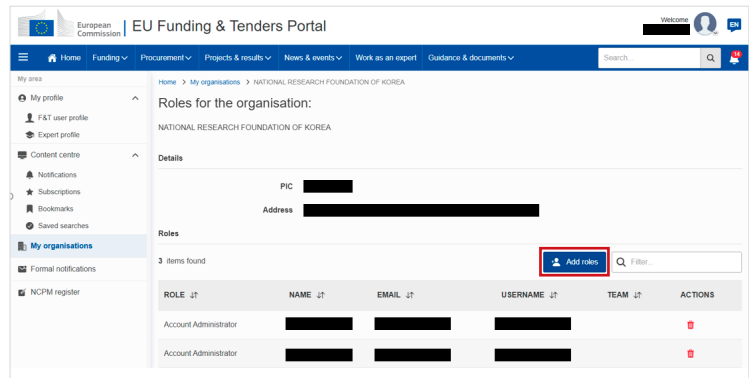 European Commission
EU Funding & Tenders Portal
Welcome
EN
Home Funding Procurement Projects & results News & events Work as an expert Guidance & documents Search... 14
My area
Home > My organisations > NATIONAL RESEARCH FOUNDATION OF KOREA
My profile
Roles for the organisation:
F&T user profile
NATIONAL RESEARCH FOUNDATION OF KOREA
Expert profile
Content centre
Details
Notifications
Subscriptions
PIC
Bookmarks
Address
Saved searches
Roles
My organisations
3 items found
Add roles
Filter...
Formal notifications
NCPM register
ROLE NAME EMAIL USERNAME TEAM ACTIONS
Account Administrator
Account Administrator